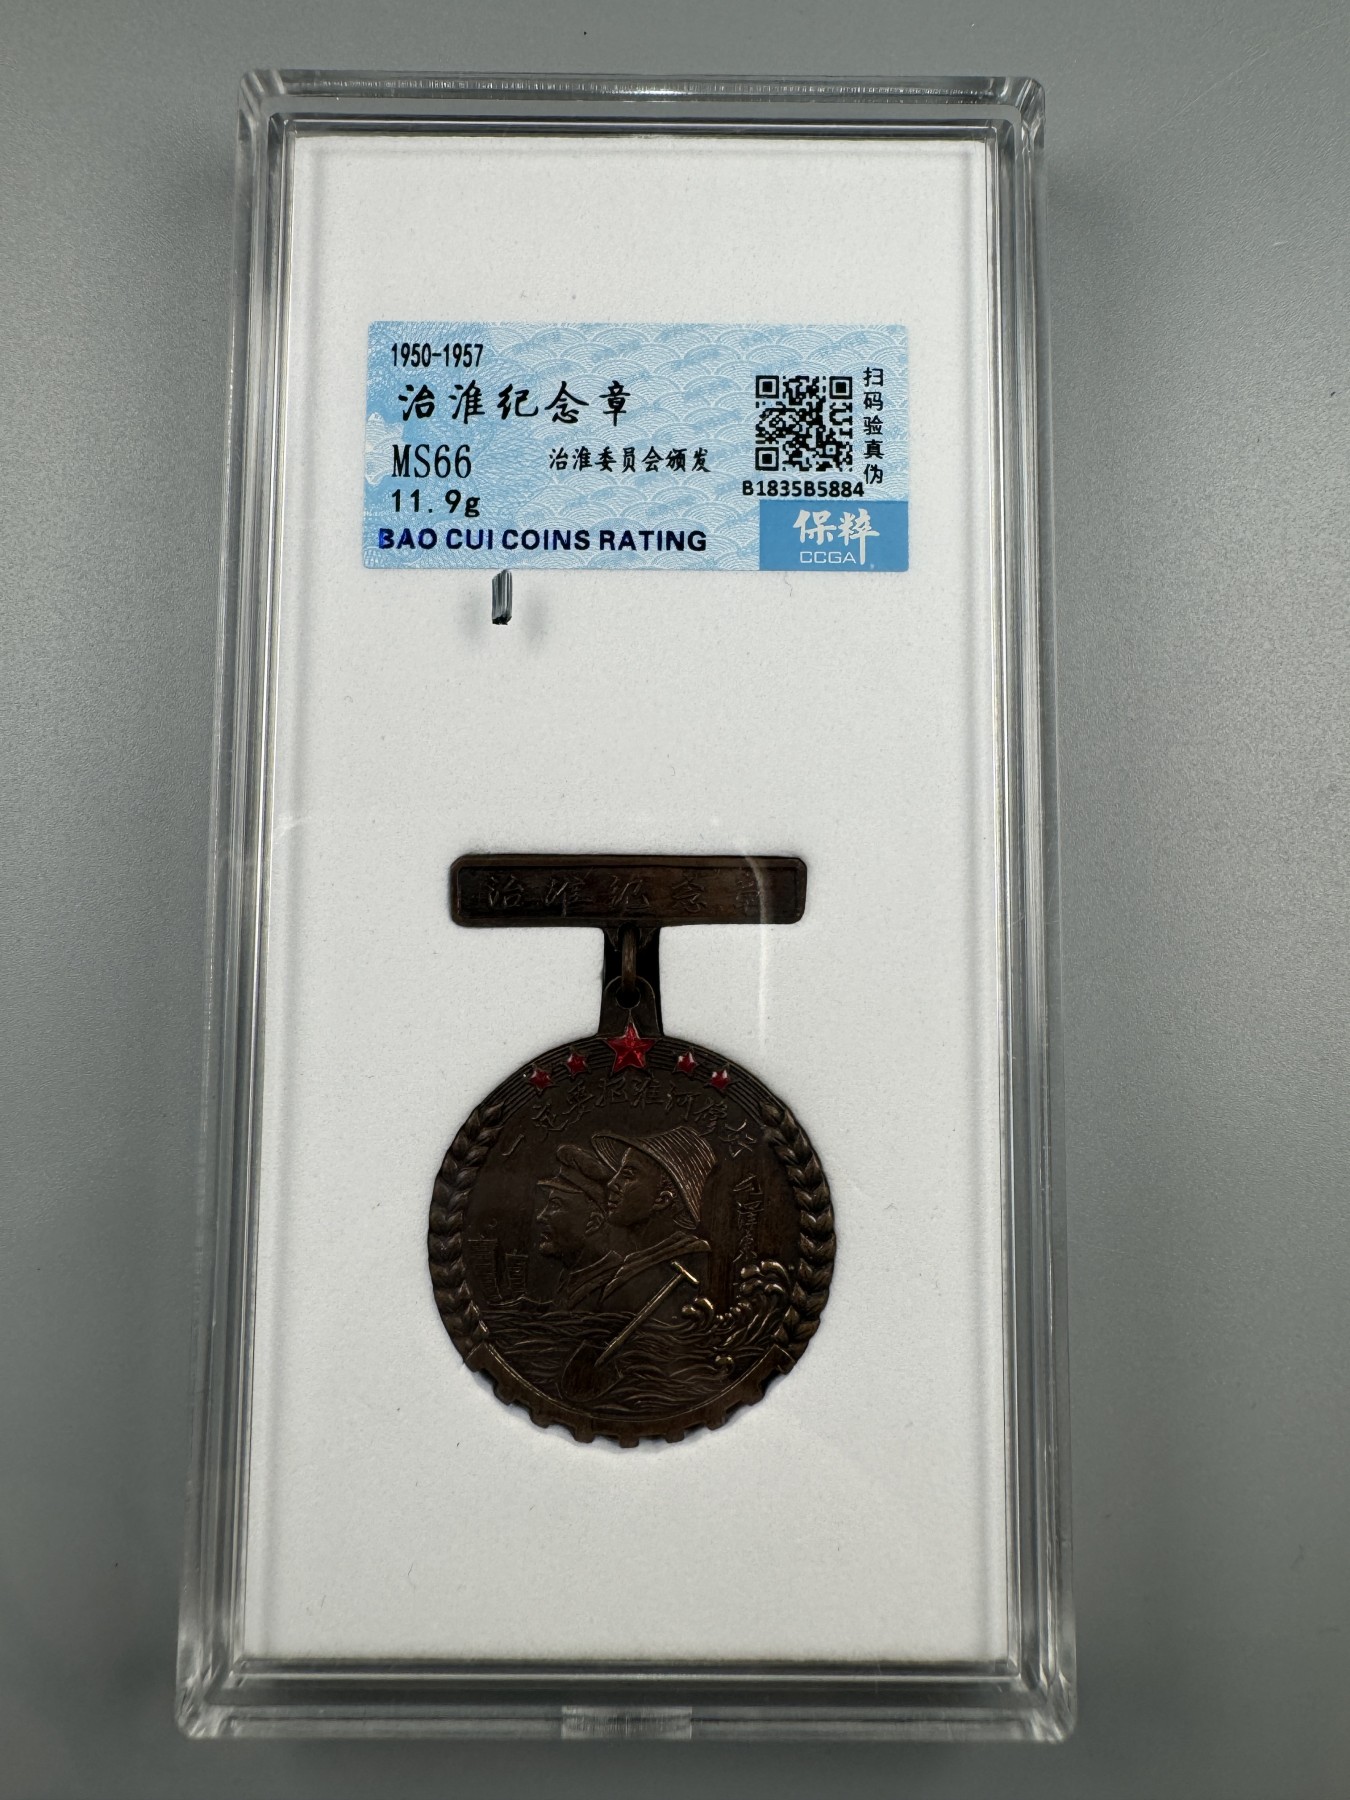 1950-1957
治淮纪念章
MS66
治淮委员会颁发
11.9g
BAO CUI COINS RATING
扫码验真伪
B1835B5884
保粹
CCGA
治淮纪念章
一定要把淮河修好
毛泽东